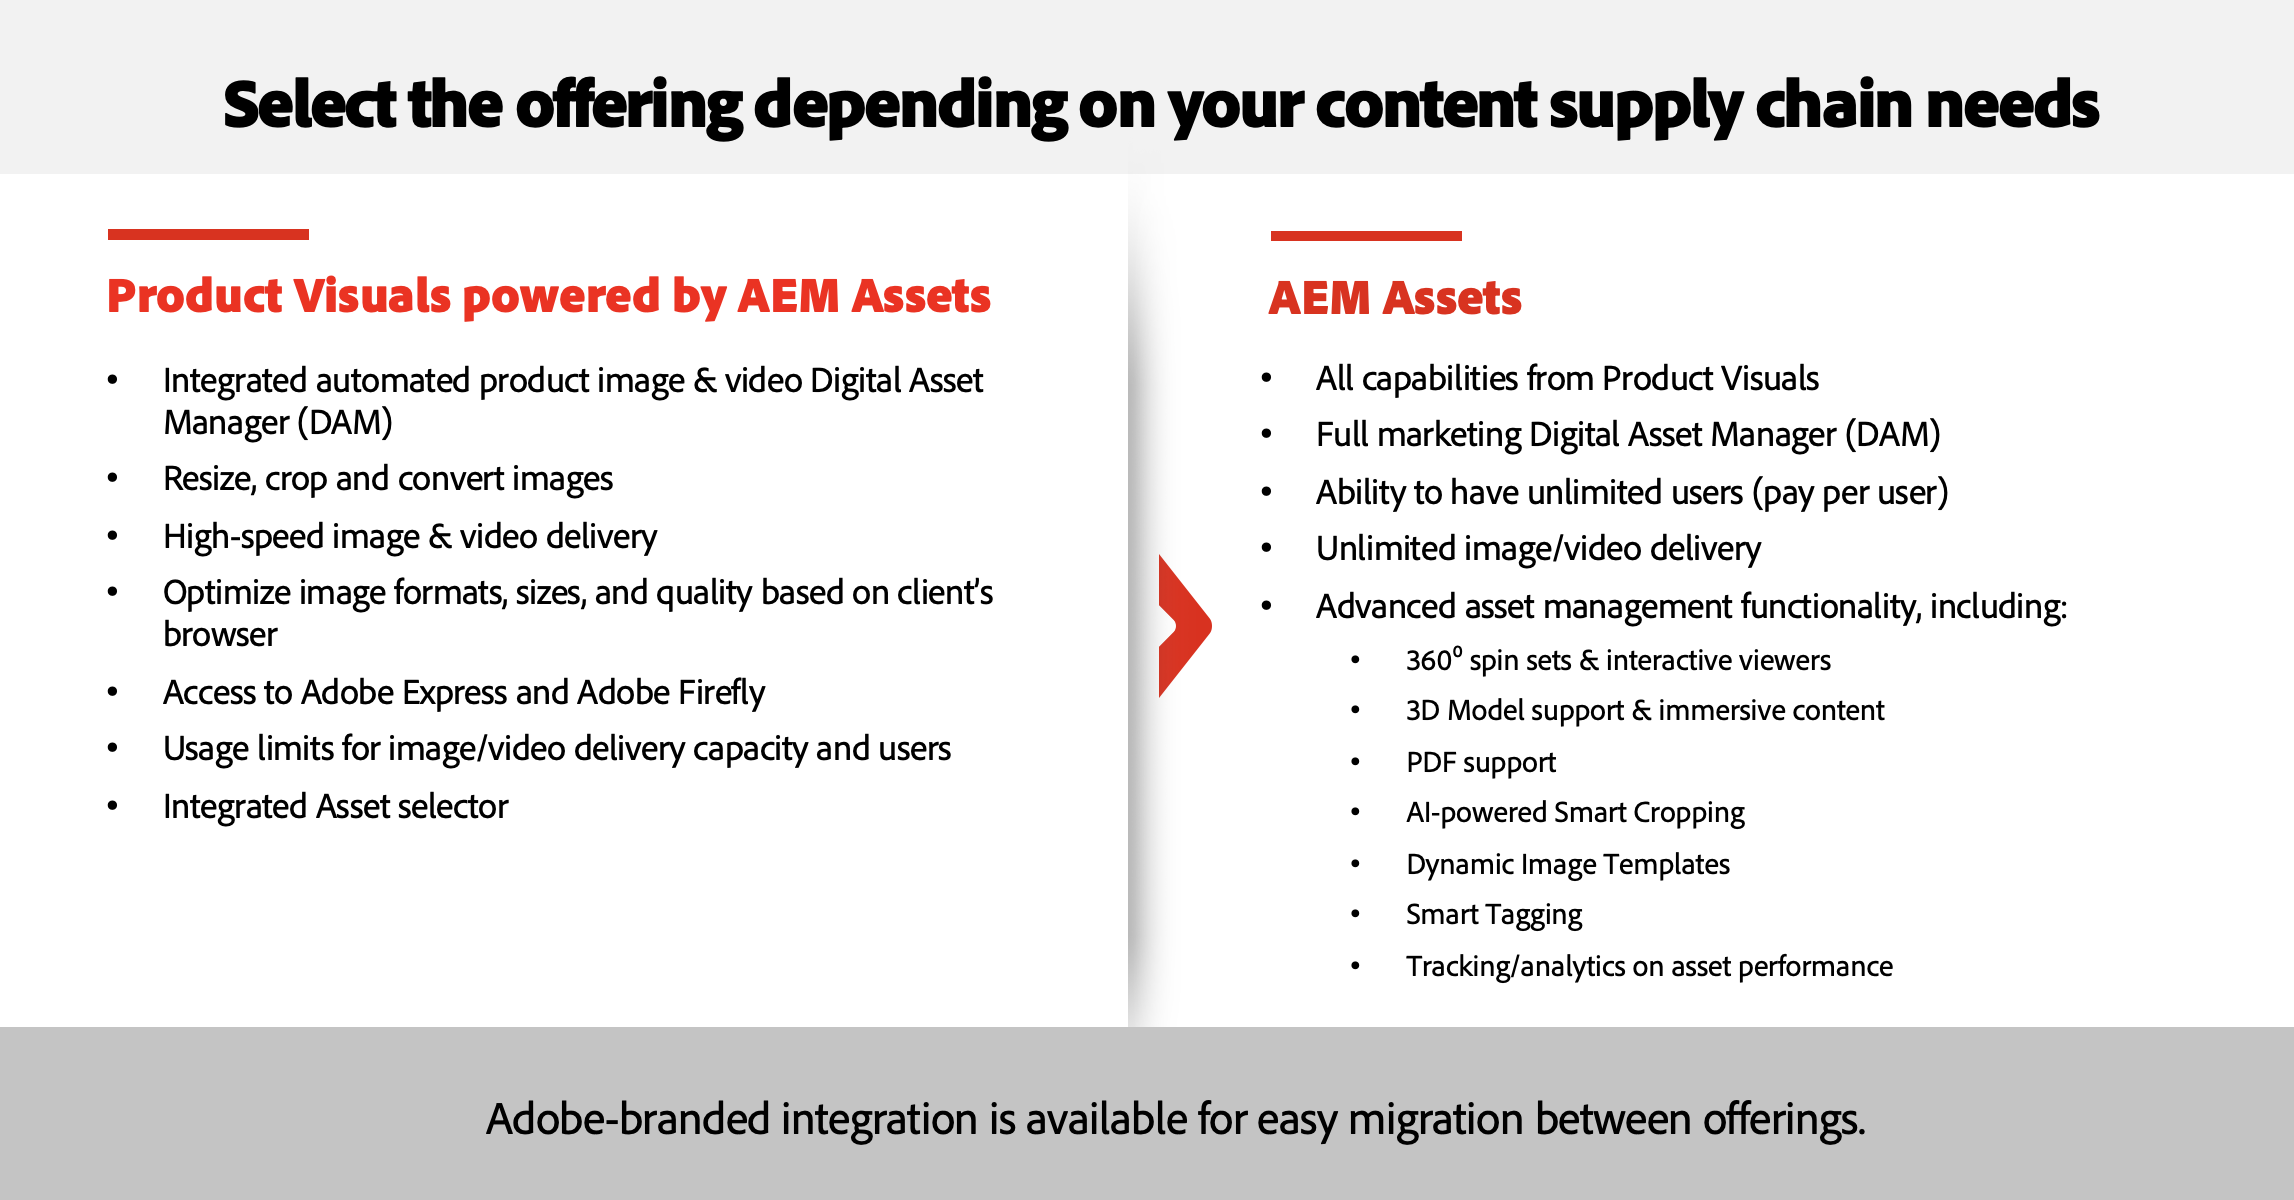 Select the offering depending on your content supply chain needs
Product Visuals powered by AEM Assets
• Integrated automated product image & video Digital Asset
Manager (DAM)
• Resize, crop and convert images
• High-speed image & video delivery
• Optimize image formats, sizes, and quality based on client's
browser
• Access to Adobe Express and Adobe Firefly
• Usage limits for image/video delivery capacity and users
• Integrated Asset selector
AEM Assets
• All capabilities from Product Visuals
• Full marketing Digital Asset Manager (DAM)
• Ability to have unlimited users (pay per user)
• Unlimited image/video delivery
• Advanced asset management functionality, including:
• 360⁰ spin sets & interactive viewers
• 3D Model support & immersive content
• PDF support
• AI-powered Smart Cropping
• Dynamic Image Templates
• Smart Tagging
• Tracking/analytics on asset performance
Adobe-branded integration is available for easy migration between offerings.